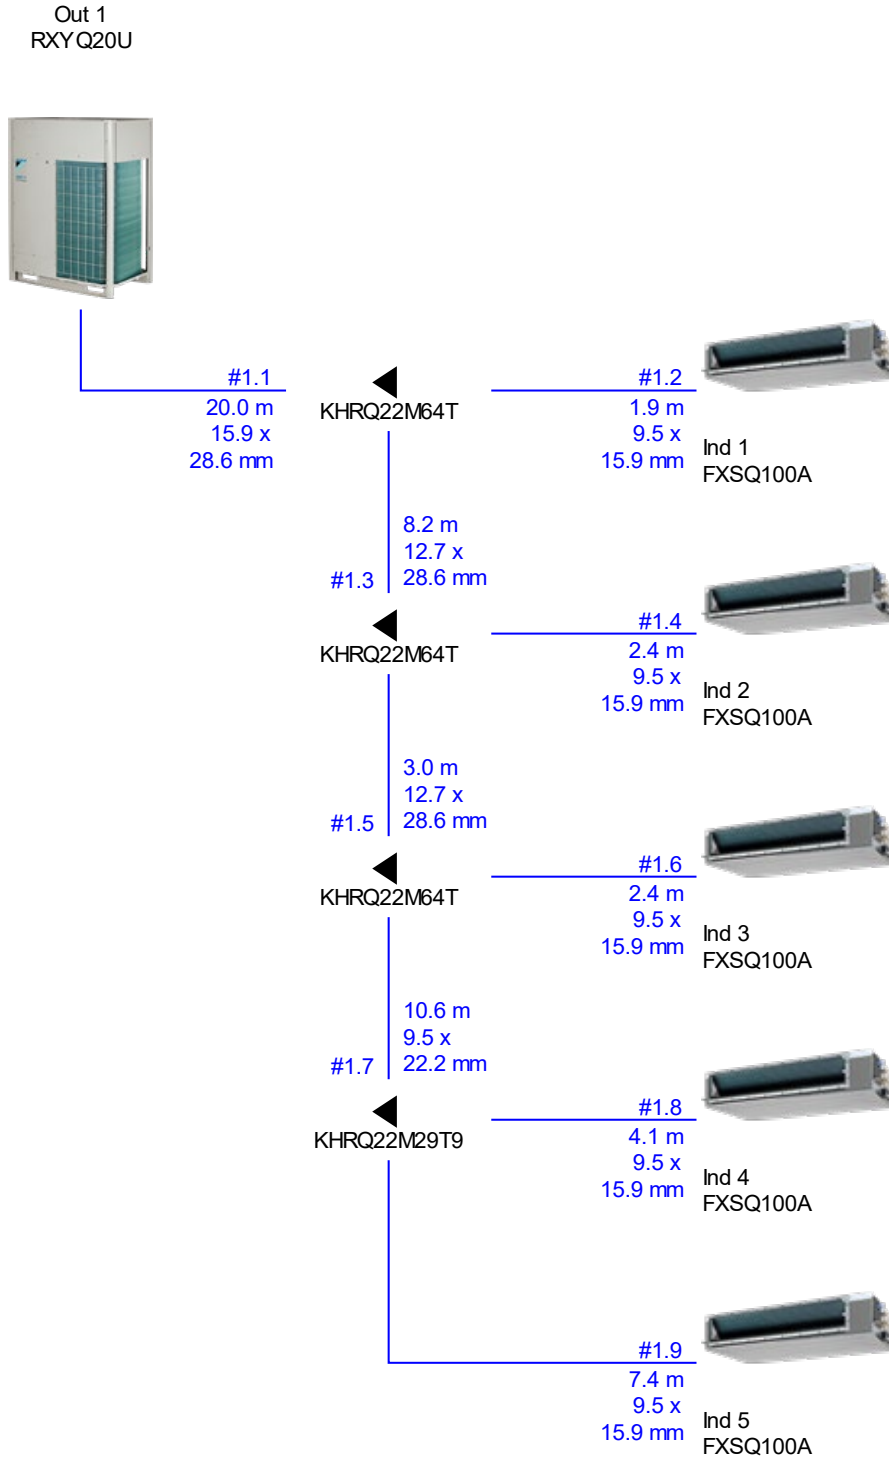 Out 1
RXYQ20U
#1.1
20.0 m
15.9 x
28.6 mm
KHRQ22M64T
#1.2
1.9 m
9.5 x
15.9 mm
Ind 1
FXSQ100A
8.2 m
12.7 x
#1.3 28.6 mm
KHRQ22M64T
#1.4
2.4 m
9.5 x
15.9 mm
Ind 2
FXSQ100A
3.0 m
12.7 x
#1.5 28.6 mm
KHRQ22M64T
#1.6
2.4 m
9.5 x
15.9 mm
Ind 3
FXSQ100A
10.6 m
9.5 x
#1.7 22.2 mm
KHRQ22M29T9
#1.8
4.1 m
9.5 x
15.9 mm
Ind 4
FXSQ100A
#1.9
7.4 m
9.5 x
15.9 mm
Ind 5
FXSQ100A